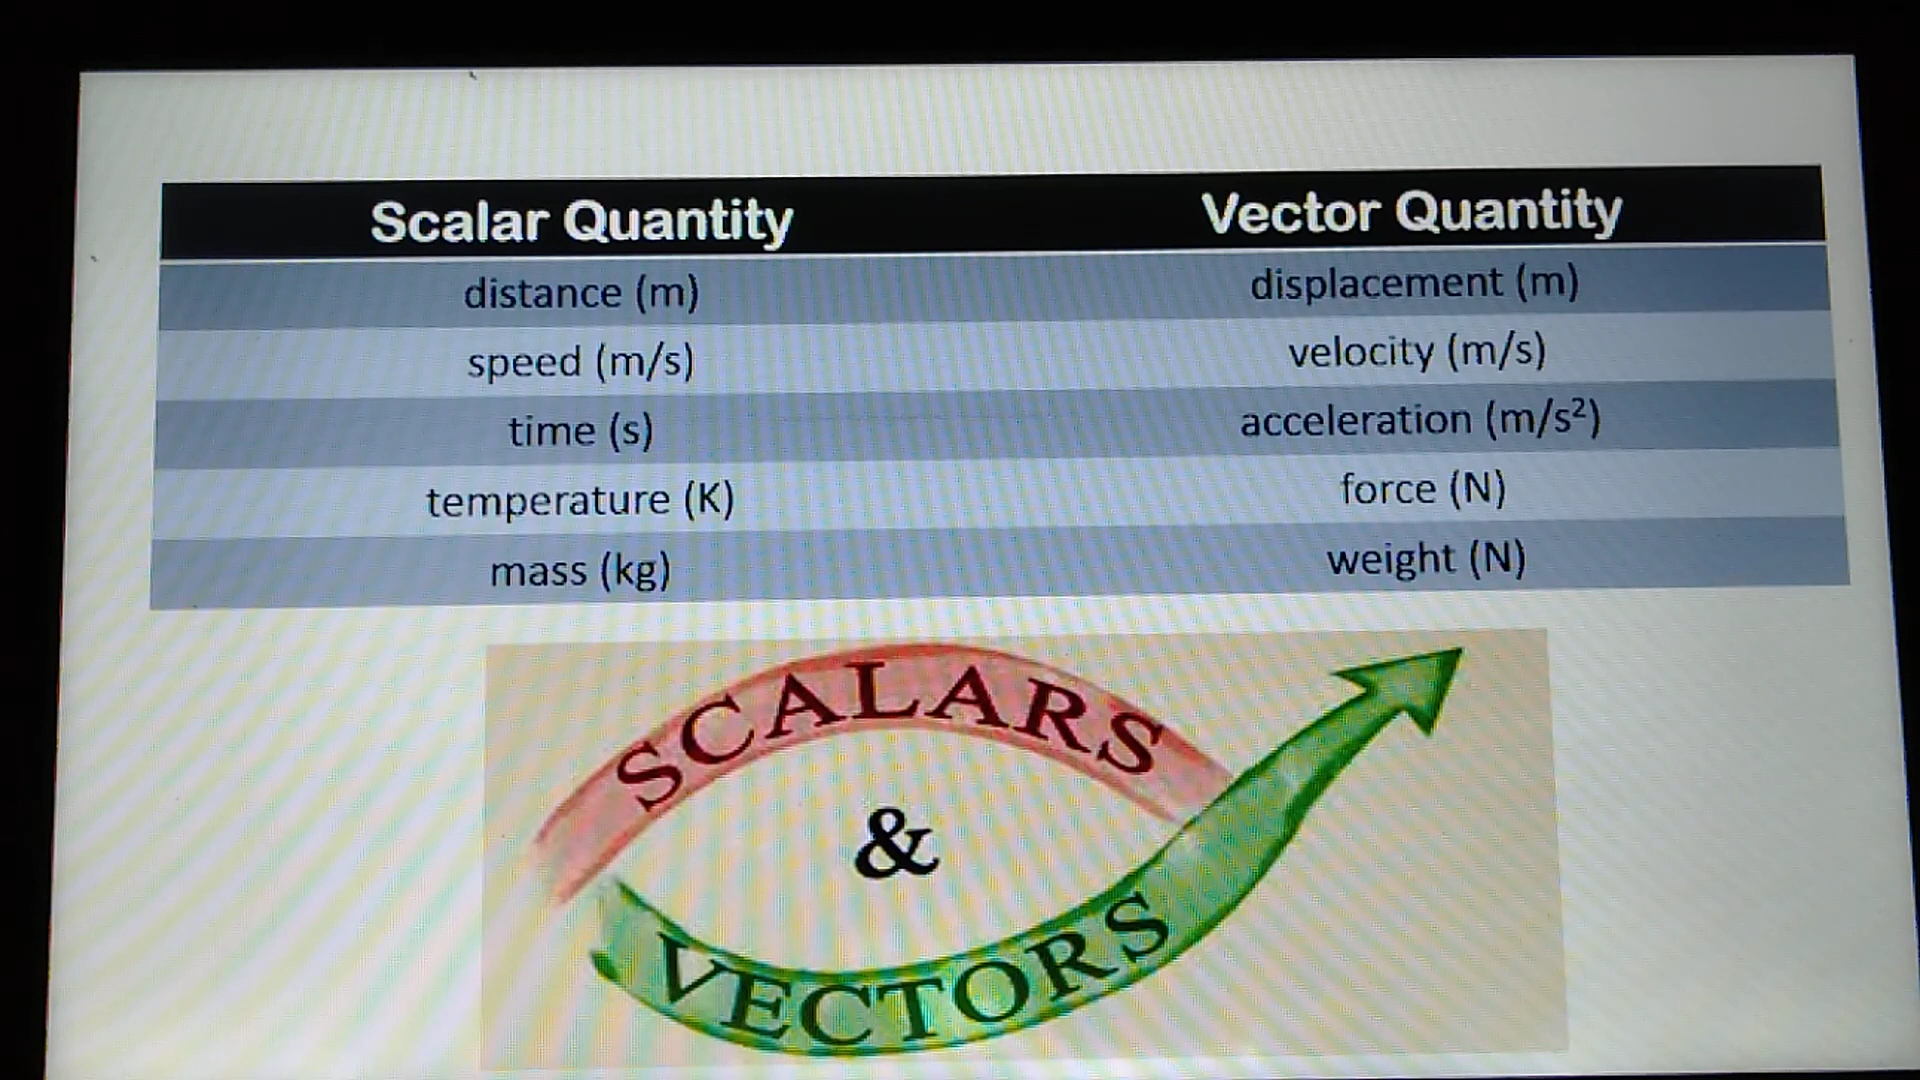 Scalar Quantity Vector Quantity
distance (m) displacement (m)
speed (m/s) velocity (m/s)
time (s) acceleration (m/s²)
temperature (K) force (N)
mass (kg) weight (N)
SCALARS
&
VECTORS